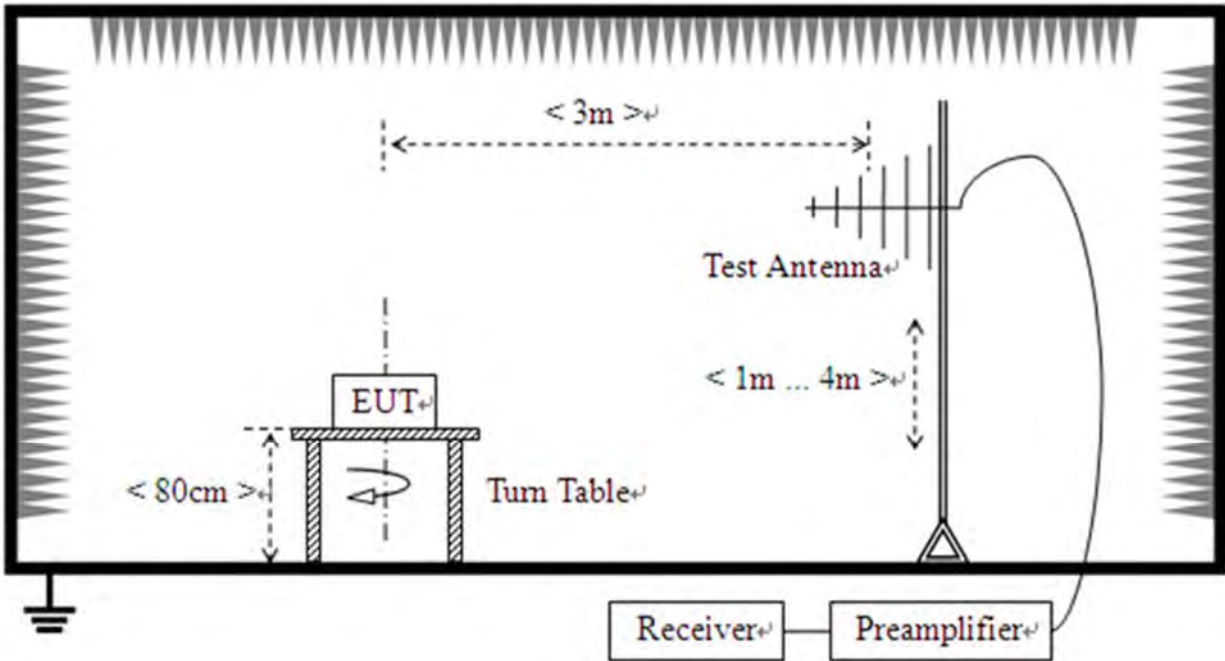 < 3m >↵
Test Antenna↵
< 1m ... 4m >↵
EUT↵
< 80cm >↵
Turn Table↵
Receiver↵
Preamplifier↵